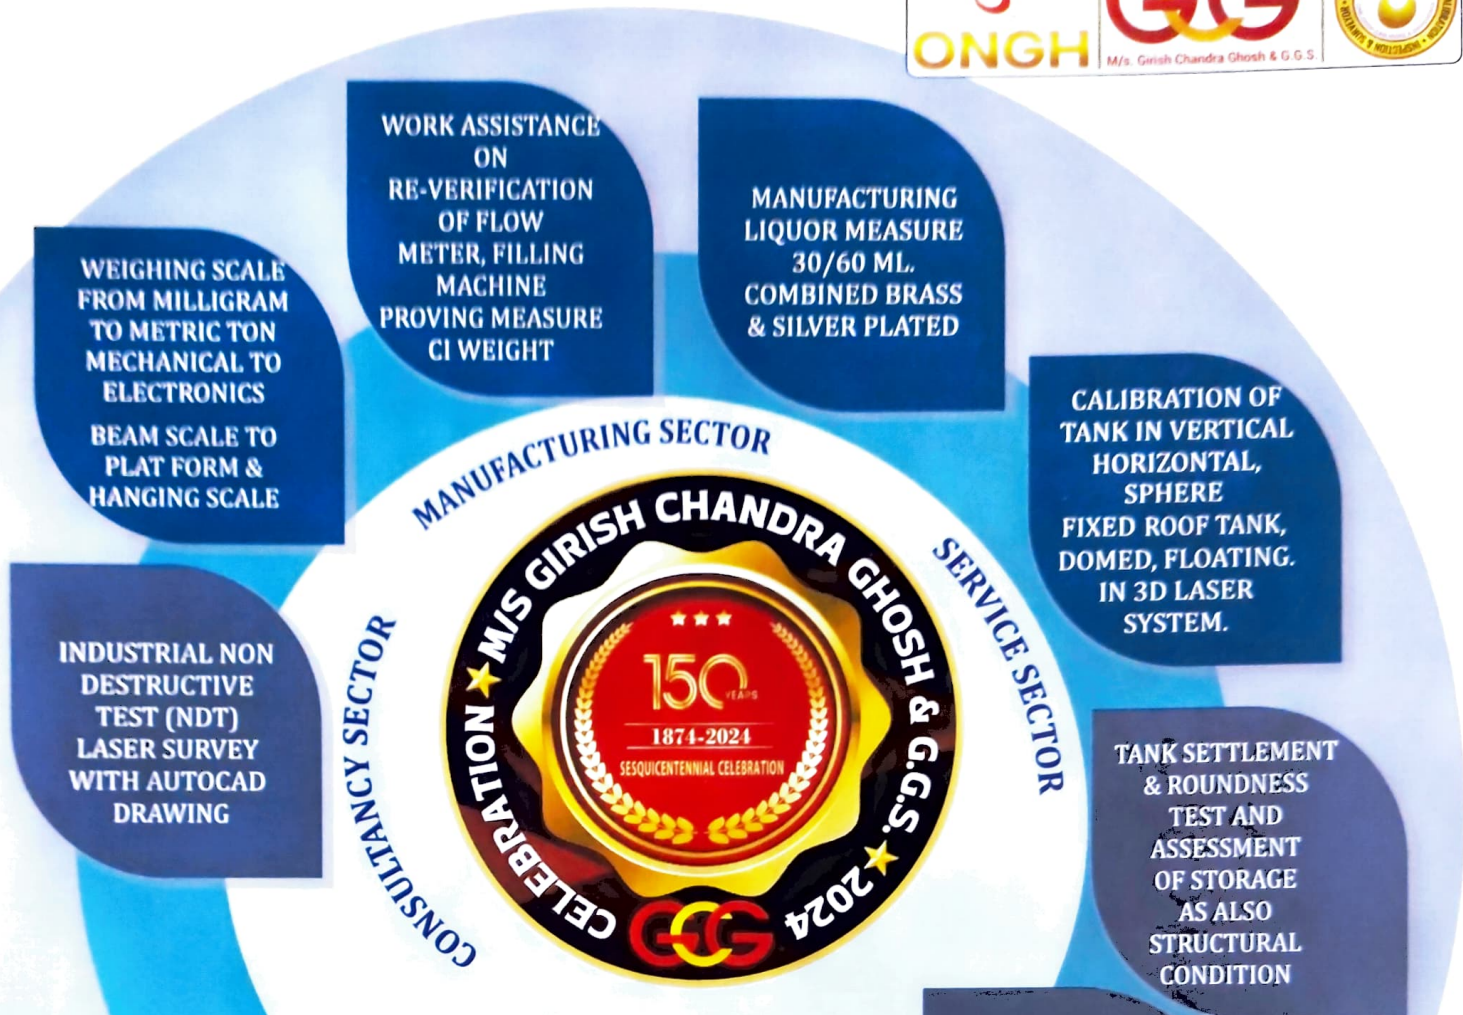 ONGH
GCG
M/s. Girish Chandra Ghosh & G.G.S.
WORK ASSISTANCE
ON
RE-VERIFICATION
OF FLOW
METER, FILLING
MACHINE
PROVING MEASURE
CI WEIGHT
MANUFACTURING
LIQUOR MEASURE
30/60 ML.
COMBINED BRASS
& SILVER PLATED
WEIGHING SCALE
FROM MILLIGRAM
TO METRIC TON
MECHANICAL TO
ELECTRONICS
BEAM SCALE TO
PLAT FORM &
HANGING SCALE
CALIBRATION OF
TANK IN VERTICAL
HORIZONTAL,
SPHERE
FIXED ROOF TANK,
DOMED, FLOATING.
IN 3D LASER
SYSTEM.
INDUSTRIAL NON
DESTRUCTIVE
TEST (NDT)
LASER SURVEY
WITH AUTOCAD
DRAWING
TANK SETTLEMENT
& ROUNDNESS
TEST AND
ASSESSMENT
OF STORAGE
AS ALSO
STRUCTURAL
CONDITION
MANUFACTURING SECTOR
SERVICE SECTOR
CONSULTANCY SECTOR
M/S GIRISH CHANDRA GHOSH & G.G.S.
2024
CELEBRATION
150
YEARS
1874-2024
SESQUICENTENNIAL CELEBRATION
GCG